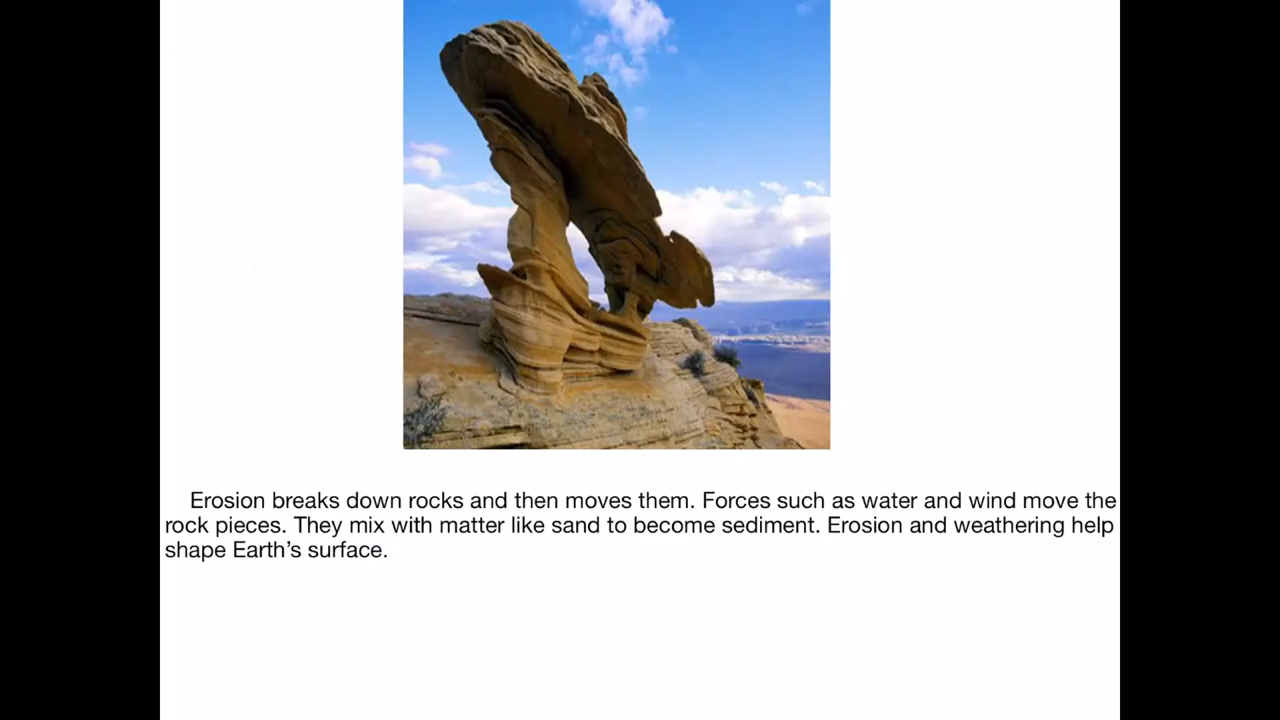 Erosion breaks down rocks and then moves them. Forces such as water and wind move the
rock pieces. They mix with matter like sand to become sediment. Erosion and weathering help
shape Earth’s surface.